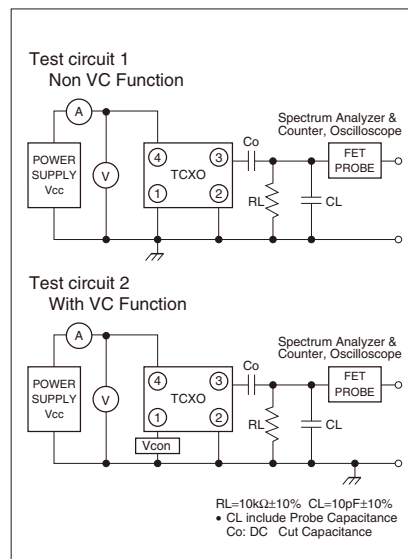 Test circuit 1
Non VC Function
A
POWER
SUPPLY
Vcc
V
4
3
TCXO
1
2
Co
RL
CL
Spectrum Analyzer &
Counter, Oscilloscope
FET
PROBE
Test circuit 2
With VC Function
A
POWER
SUPPLY
Vcc
V
4
3
TCXO
1
2
Vcon
Co
RL
CL
Spectrum Analyzer &
Counter, Oscilloscope
FET
PROBE
RL=10kΩ±10% CL=10pF±10%
• CL include Probe Capacitance
Co: DC Cut Capacitance